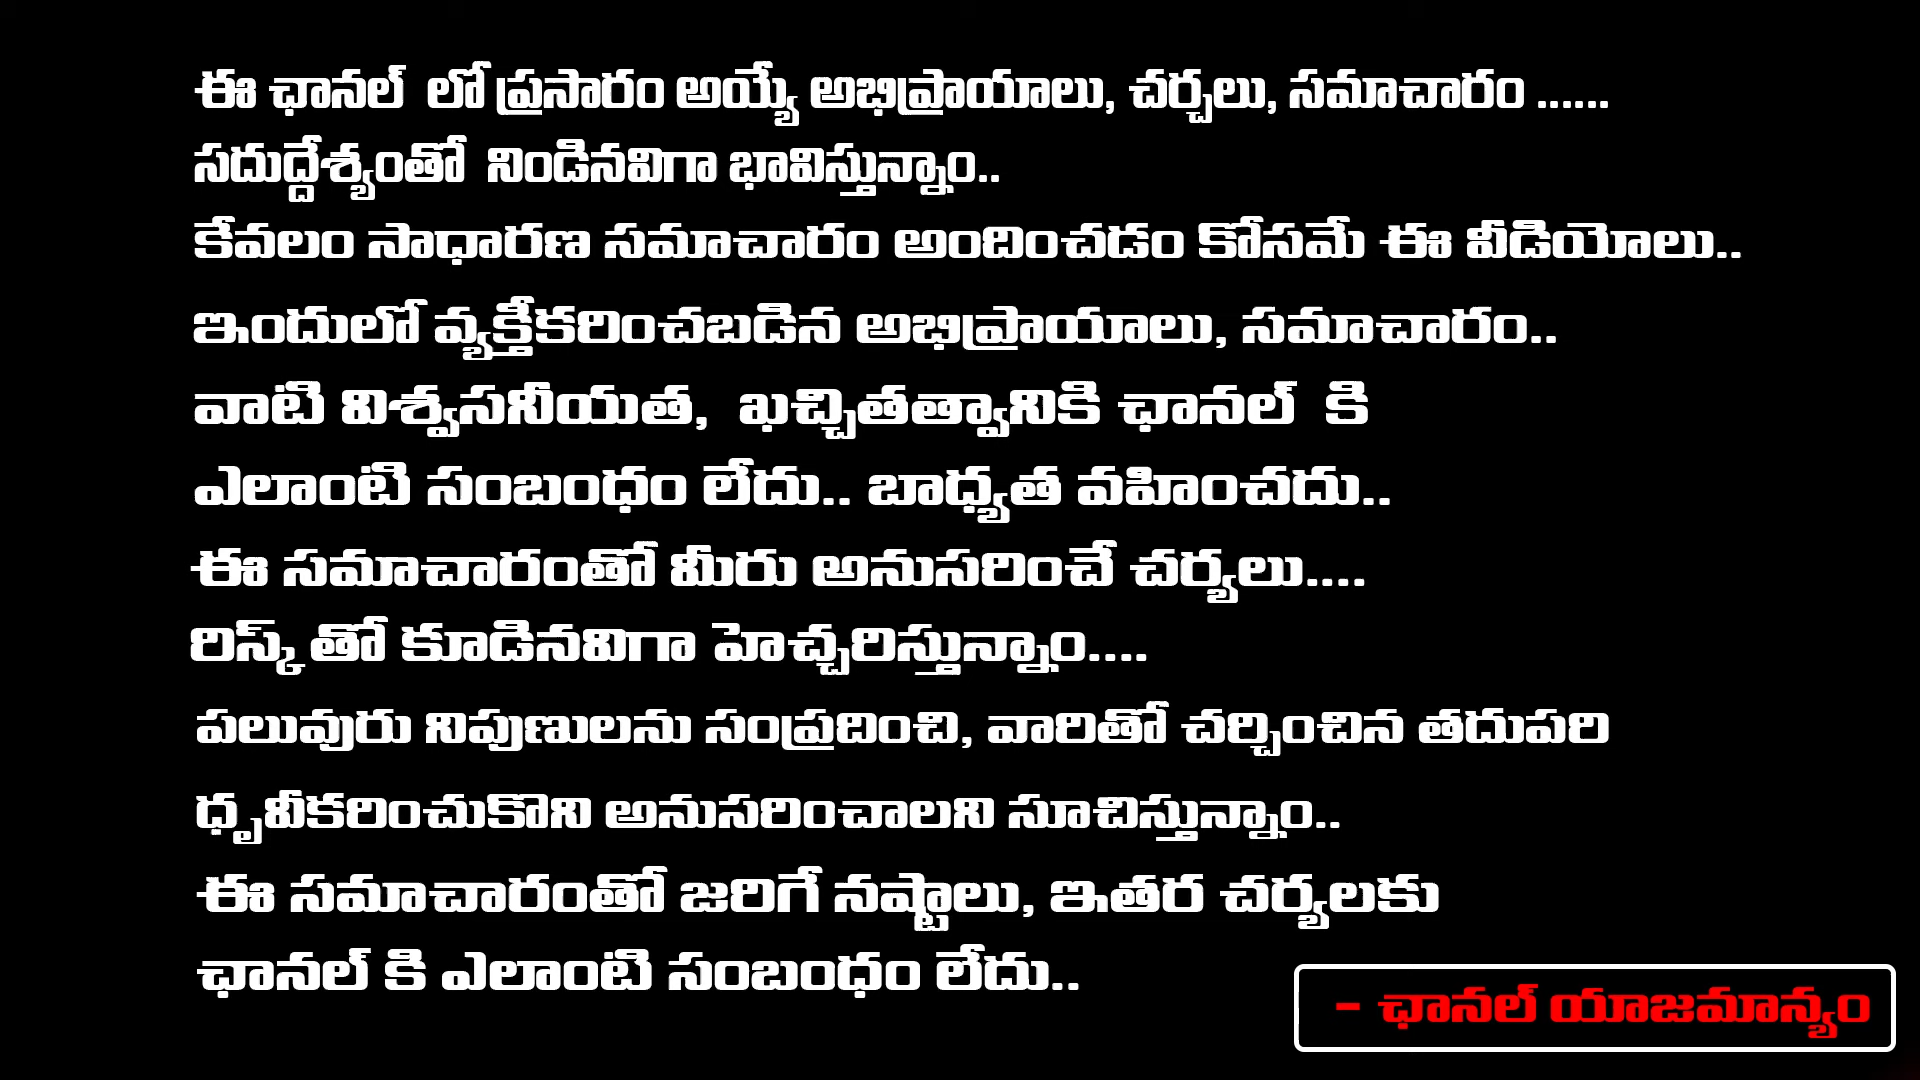 ఈ ఛానల్ లో ప్రసారం అయ్యే అభిప్రాయాలు, చర్చలు, సమాచారం ......
సదుద్దేశ్యంతో నిండినవిగా భావిస్తున్నాం..
కేవలం సాధారణ సమాచారం అందించడం కోసమే ఈ వీడియోలు..
ఇందులో వ్యక్తీకరించబడిన అభిప్రాయాలు, సమాచారం..
వాటి విశ్వసనీయత, ఖచ్చితత్వానికి ఛానల్ కి
ఎలాంటి సంబంధం లేదు.. బాధ్యత వహించదు..
ఈ సమాచారంతో మీరు అనుసరించే చర్యలు....
రిస్క్ తో కూడినవిగా హెచ్చరిస్తున్నాం....
పలువురు నిపుణులను సంప్రదించి, వారితో చర్చించిన తదుపరి
ధృవీకరించుకొని అనుసరించాలని సూచిస్తున్నాం..
ఈ సమాచారంతో జరిగే నష్టాలు, ఇతర చర్యలకు
ఛానల్ కి ఎలాంటి సంబంధం లేదు..
- ఛానల్ యాజమాన్యం